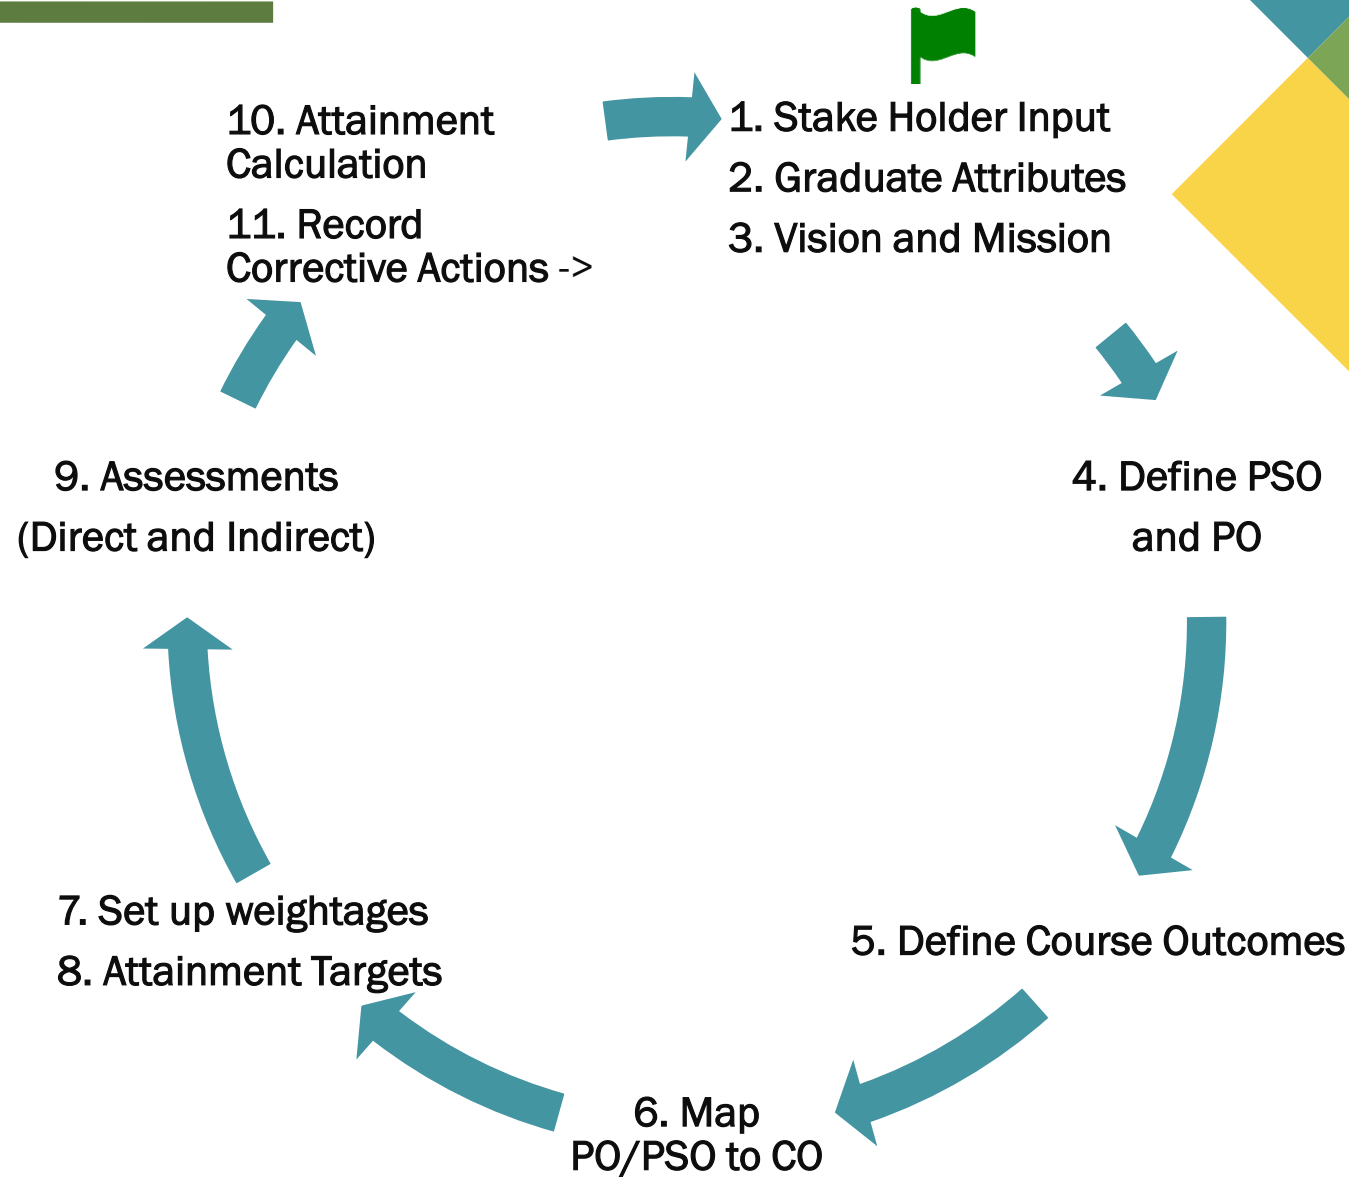 1. Stake Holder Input
2. Graduate Attributes
3. Vision and Mission
4. Define PSO
and PO
5. Define Course Outcomes
6. Map
PO/PSO to CO
7. Set up weightages
8. Attainment Targets
9. Assessments
(Direct and Indirect)
10. Attainment
Calculation
11. Record
Corrective Actions ->